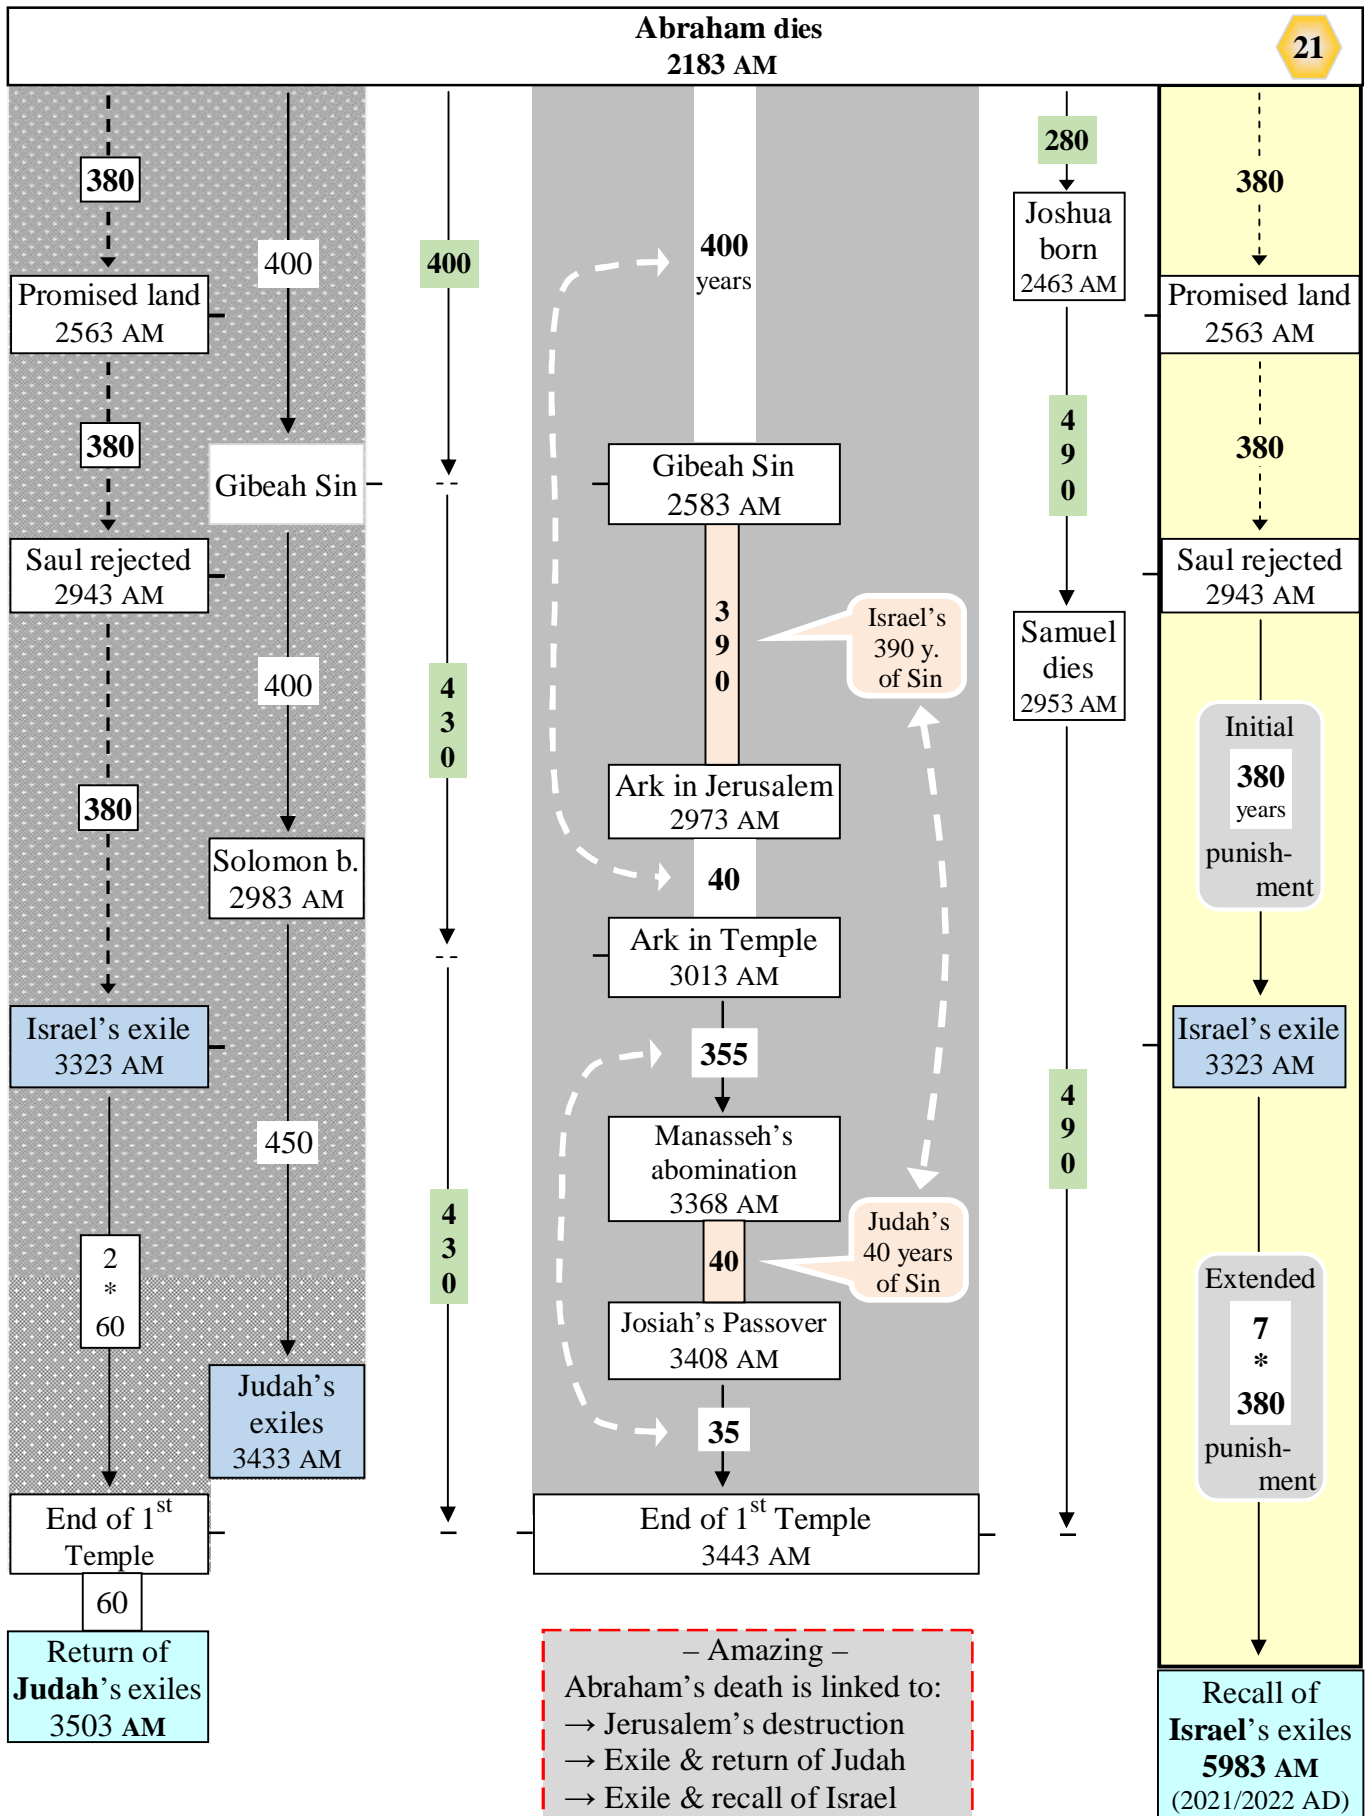 Abraham dies
2183 AM
21
380
Promised land
2563 AM
380
Saul rejected
2943 AM
380
Israel’s exile
3323 AM
2
*
60
End of 1st
Temple
60
Return of
Judah’s exiles
3503 AM
400
Gibeah Sin
400
Solomon b.
2983 AM
450
Judah’s
exiles
3433 AM
400
--
4
3
0
--
4
3
0
400
years
Gibeah Sin
2583 AM
3
9
0
Israel’s
390 y.
of Sin
Ark in Jerusalem
2973 AM
40
Ark in Temple
3013 AM
355
Manasseh’s
abomination
3368 AM
40
Judah’s
40 years
of Sin
Josiah’s Passover
3408 AM
35
End of 1st Temple
3443 AM
– Amazing –
Abraham’s death is linked to:
→ Jerusalem’s destruction
→ Exile & return of Judah
→ Exile & recall of Israel
280
Joshua
born
2463 AM
4
9
0
Samuel
dies
2953 AM
4
9
0
380
Promised land
2563 AM
380
Saul rejected
2943 AM
Initial
380
years
punish-
ment
Israel’s exile
3323 AM
Extended
7
*
380
punish-
ment
Recall of
Israel’s exiles
5983 AM
(2021/2022 AD)